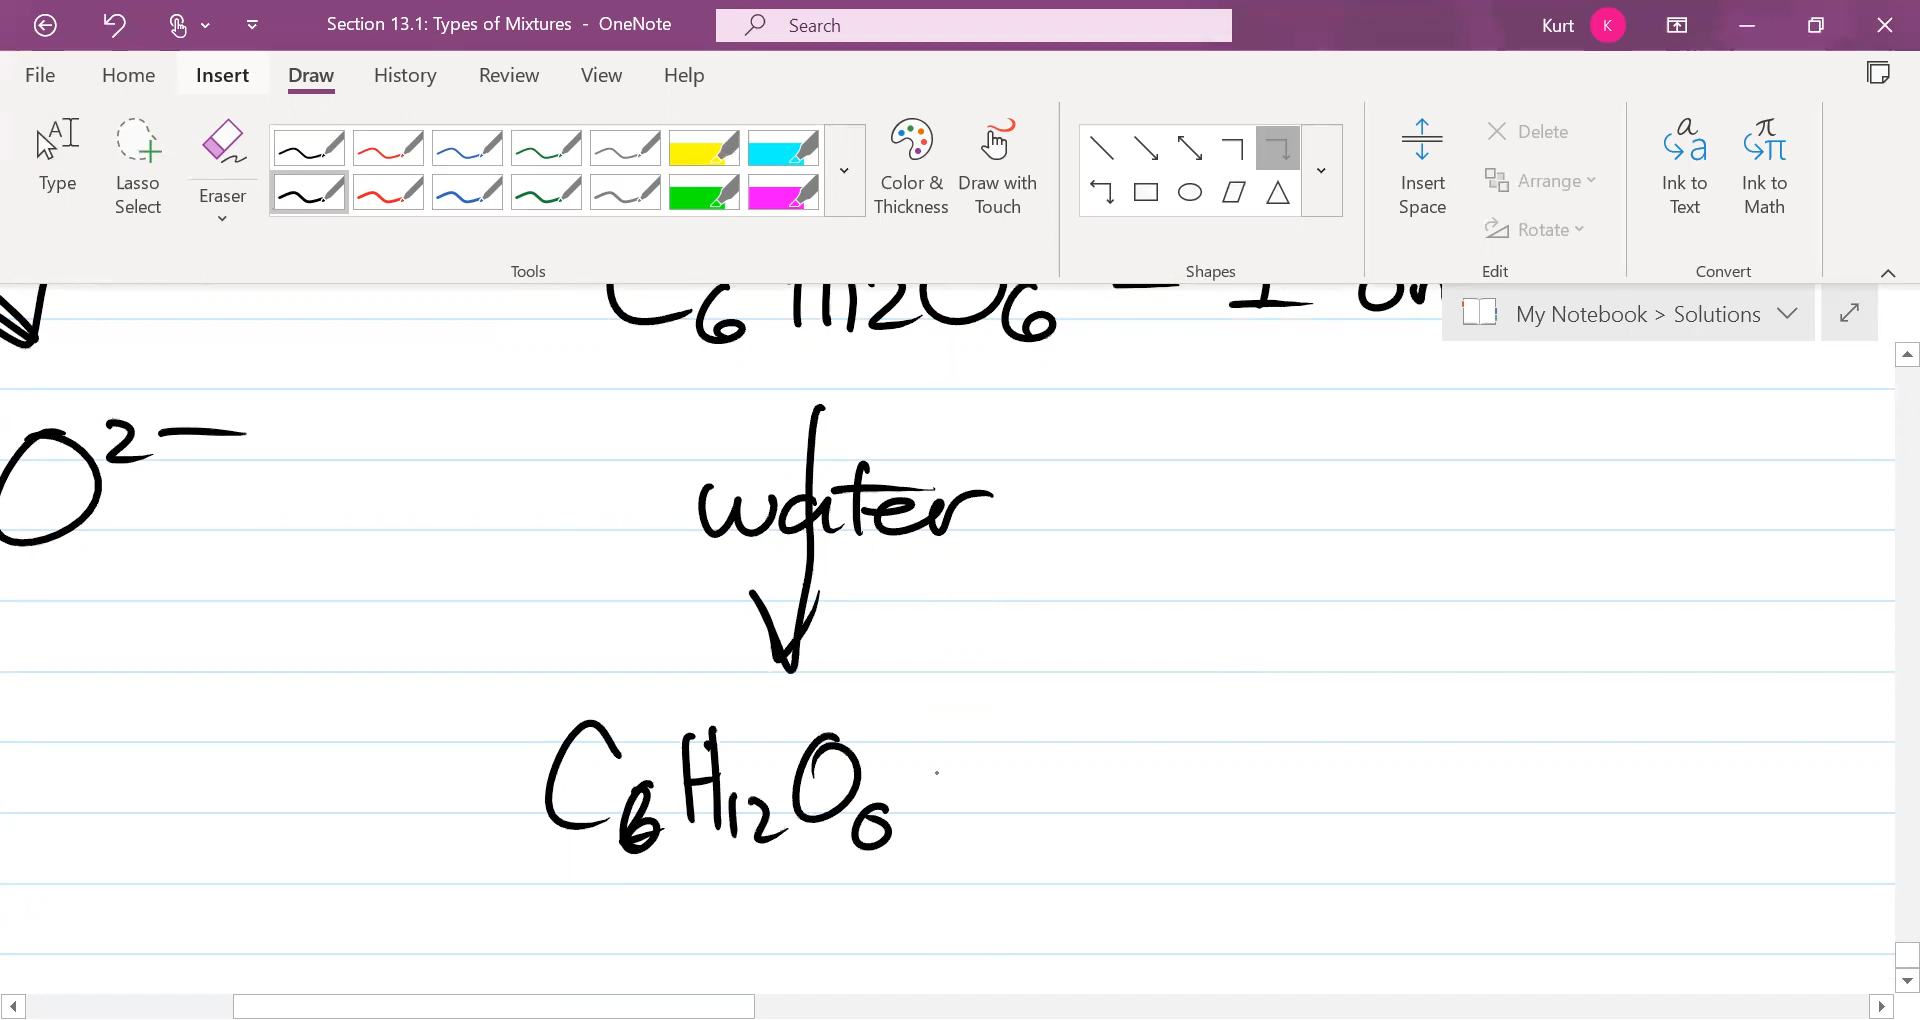 Section 13.1: Types of Mixtures - OneNote
Search
Kurt K
File Home Insert Draw History Review View Help
Type
Lasso Select
Eraser
Color & Thickness
Draw with Touch
Insert Space
Delete
Arrange
Rotate
Ink to Text
Ink to Math
Tools
Shapes
Edit
Convert
C₆H₁₂O₆
My Notebook > Solutions
O²⁻
water
C₆H₁₂O₆